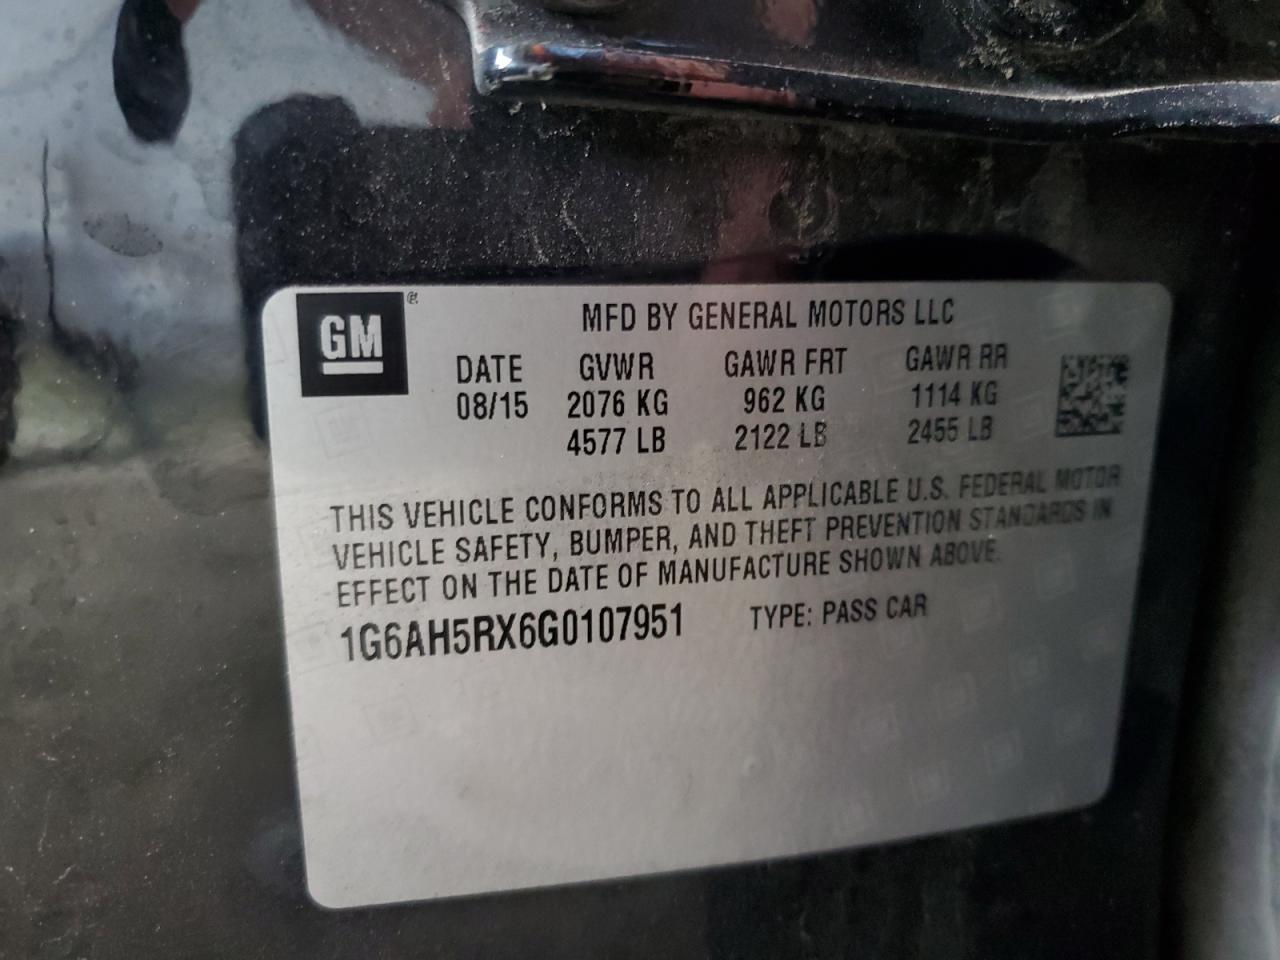 GM®
MFD BY GENERAL MOTORS LLC
DATE GVWR GAWR FRT GAWR RR
08/15 2076 KG 962 KG 1114 KG
4577 LB 2122 LB 2455 LB
THIS VEHICLE CONFORMS TO ALL APPLICABLE U.S. FEDERAL MOTOR
VEHICLE SAFETY, BUMPER, AND THEFT PREVENTION STANDARDS IN
EFFECT ON THE DATE OF MANUFACTURE SHOWN ABOVE.
1G6AH5RX6G0107951 TYPE: PASS CAR